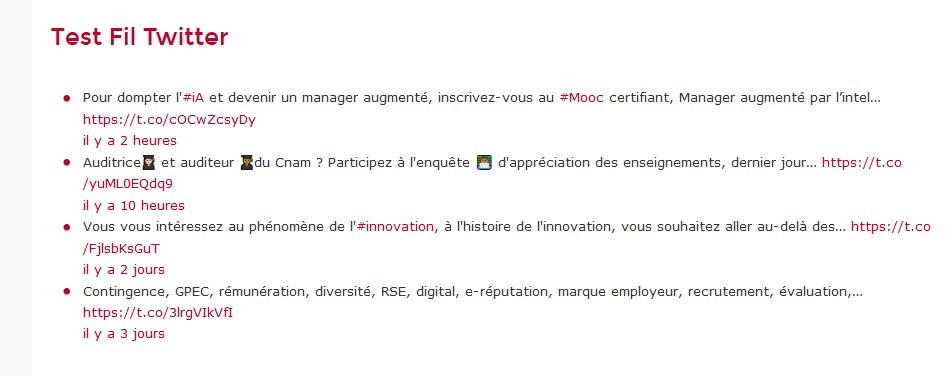 Test Fil Twitter
Pour dompter l'#iA et devenir un manager augmenté, inscrivez-vous au #Mooc certifiant, Manager augmenté par l’intel...
https://t.co/cOCwZcsyDy
il y a 2 heures
Auditrice👩🏻‍🎓 et auditeur 👨🏾‍🎓du Cnam ? Participez à l'enquête 👨🏽‍💻 d'appréciation des enseignements, dernier jour... https://t.co
/yuML0EQdq9
il y a 10 heures
Vous vous intéressez au phénomène de l'#innovation, à l'histoire de l'innovation, vous souhaitez aller au-delà des... https://t.co
/FjlsbKsGuT
il y a 2 jours
Contingence, GPEC, rémunération, diversité, RSE, digital, e-réputation, marque employeur, recrutement, évaluation,...
https://t.co/3lrgVIkVfI
il y a 3 jours